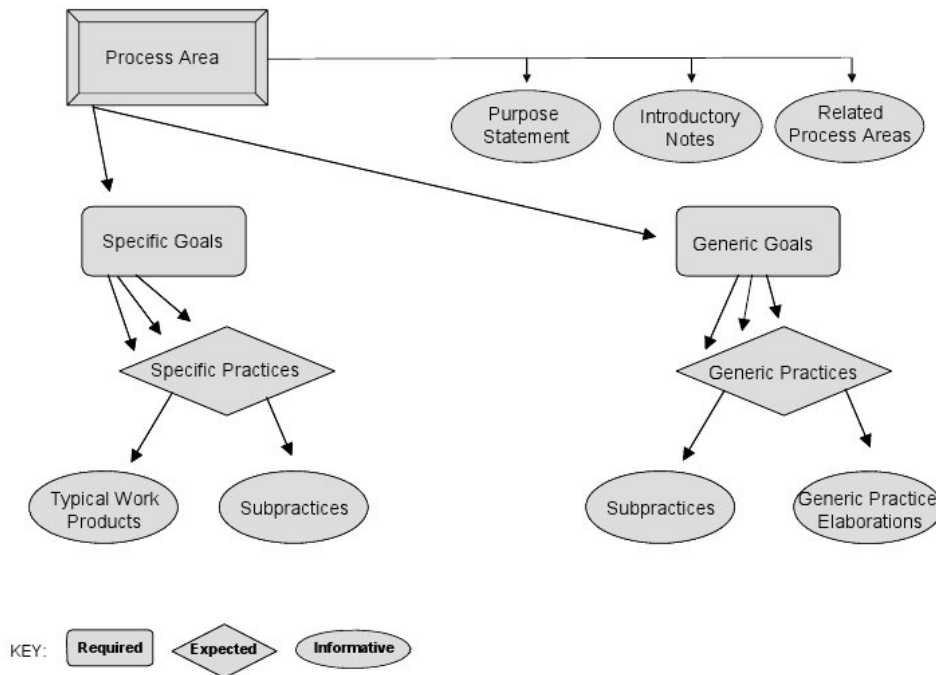 Process Area
Purpose
Statement
Introductory
Notes
Related
Process Areas
Specific Goals
Generic Goals
Specific Practices
Generic Practices
Typical Work
Products
Subpractices
Subpractices
Generic Practice
Elaborations
KEY:
Required
Expected
Informative